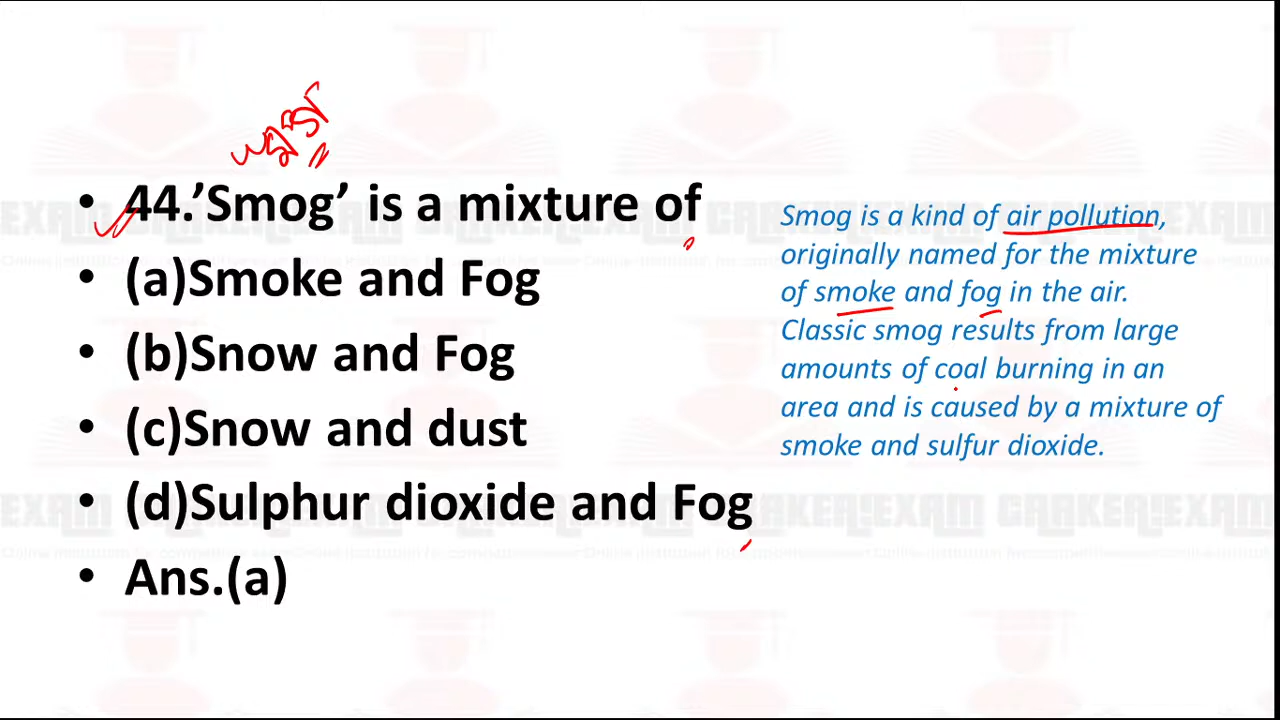 • 44.’Smog’ is a mixture of
• (a)Smoke and Fog
• (b)Snow and Fog
• (c)Snow and dust
• (d)Sulphur dioxide and Fog
• Ans.(a)
Smog is a kind of air pollution,
originally named for the mixture
of smoke and fog in the air.
Classic smog results from large
amounts of coal burning in an
area and is caused by a mixture of
smoke and sulfur dioxide.